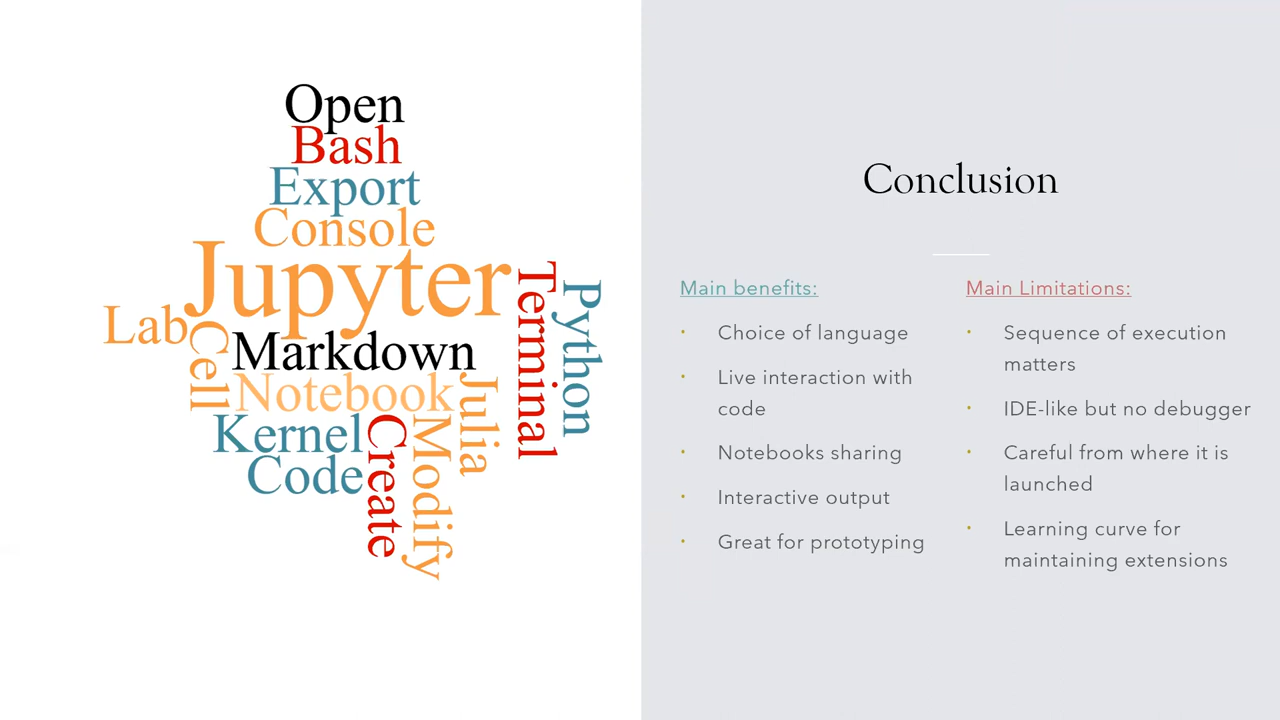 Open
Bash
Export
Console
Jupyter
Terminal
Python
Lab
Cell
Markdown
Notebook
Julia
Kernel
Create
Modify
Code
Conclusion
Main benefits:
• Choice of language
• Live interaction with
code
• Notebooks sharing
• Interactive output
• Great for prototyping
Main Limitations:
• Sequence of execution
matters
• IDE-like but no debugger
• Careful from where it is
launched
• Learning curve for
maintaining extensions